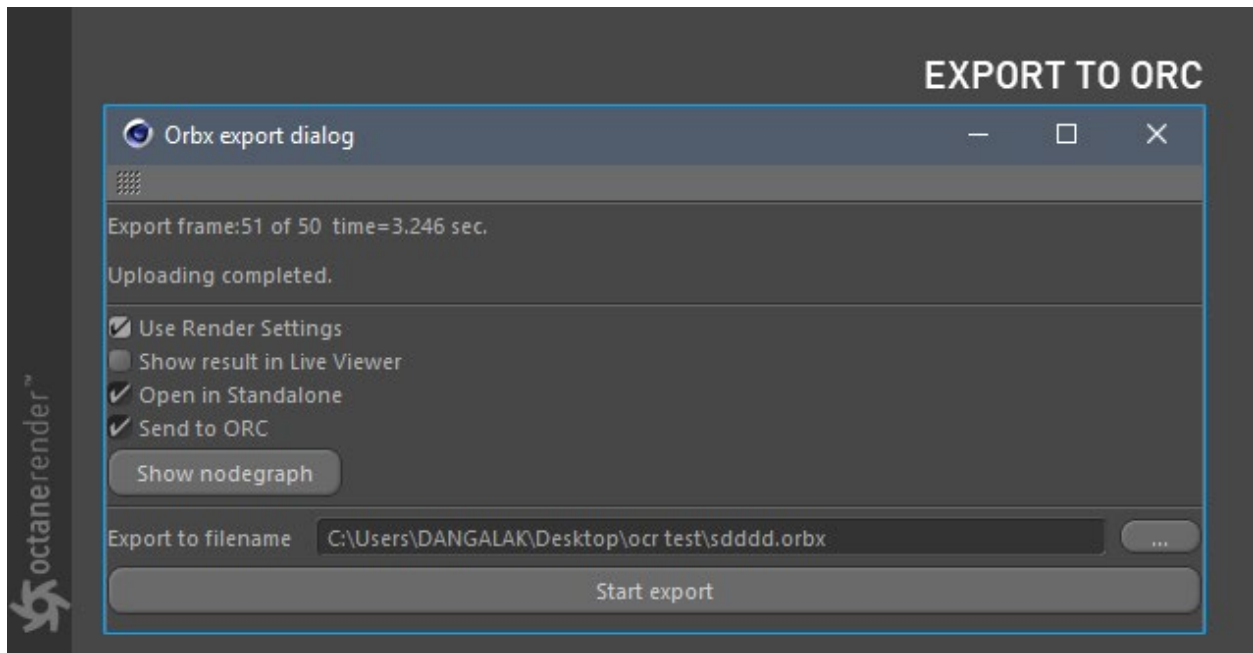 EXPORT TO ORC
Orbx export dialog
Export frame:51 of 50 time=3.246 sec.
Uploading completed.
Use Render Settings
Show result in Live Viewer
Open in Standalone
Send to ORC
Show nodegraph
Export to filename C:\Users\DANGALAK\Desktop\ocr test\sdddd.orbx ...
Start export
octanerender™